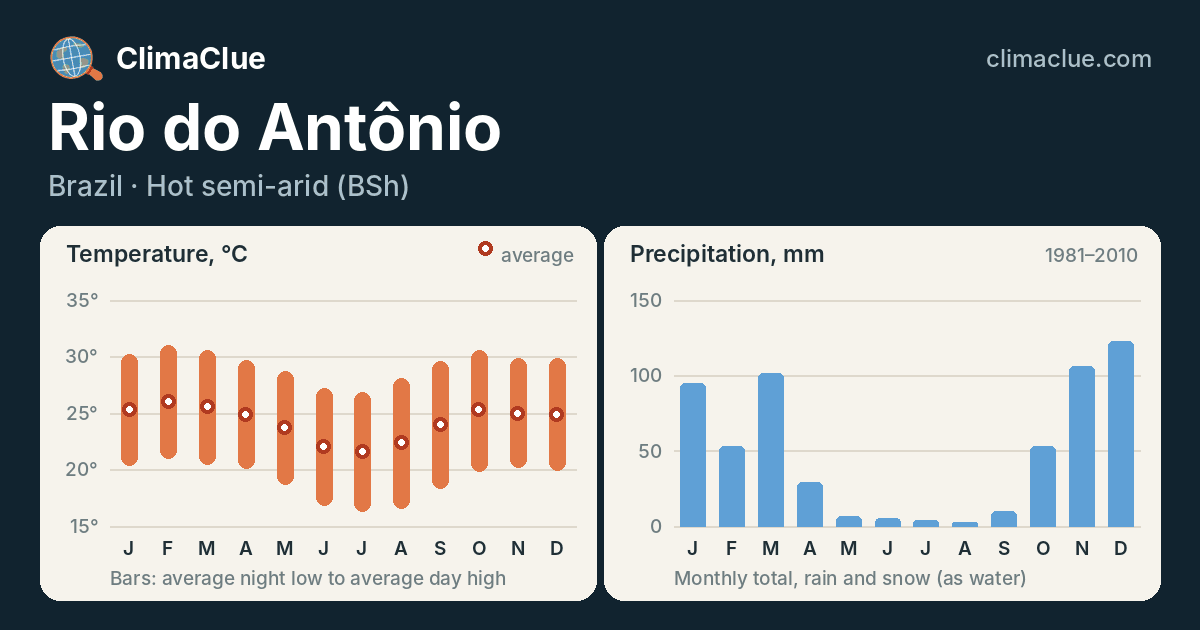 ClimaClue
climaclue.com
Rio do Antônio
Brazil · Hot semi-arid (BSh)
Temperature, °C
average
35°
30°
25°
20°
15°
J F M A M J J A S O N D
Bars: average night low to average day high
Precipitation, mm
1981–2010
150
100
50
0
J F M A M J J A S O N D
Monthly total, rain and snow (as water)